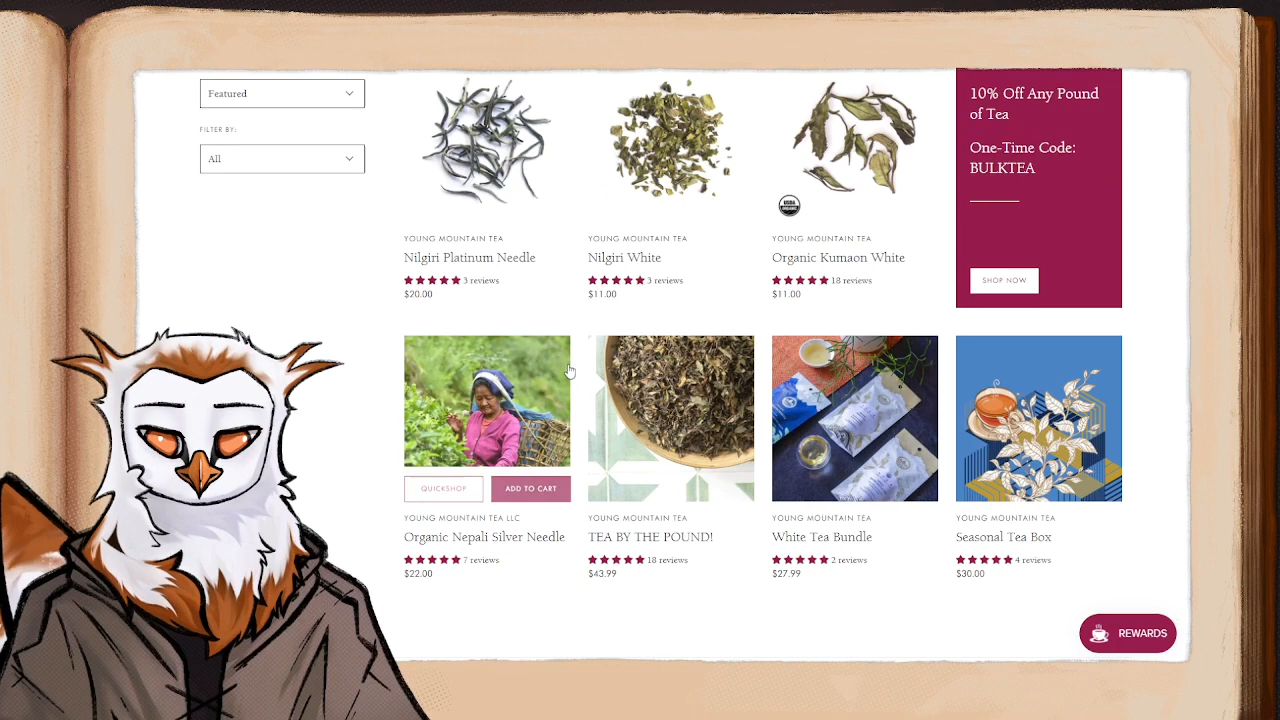 Featured
FILTER BY:
All
10% Off Any Pound
of Tea
One-Time Code:
BULKTEA
SHOP NOW
USDA
ORGANIC
YOUNG MOUNTAIN TEA
Nilgiri Platinum Needle
3 reviews
$20.00
YOUNG MOUNTAIN TEA
Nilgiri White
3 reviews
$11.00
YOUNG MOUNTAIN TEA
Organic Kumaon White
18 reviews
$11.00
QUICKSHOP
ADD TO CART
YOUNG MOUNTAIN TEA LLC
Organic Nepali Silver Needle
7 reviews
$22.00
YOUNG MOUNTAIN TEA
TEA BY THE POUND!
18 reviews
$43.99
YOUNG MOUNTAIN TEA
White Tea Bundle
2 reviews
$27.99
YOUNG MOUNTAIN TEA
Seasonal Tea Box
4 reviews
$30.00
REWARDS